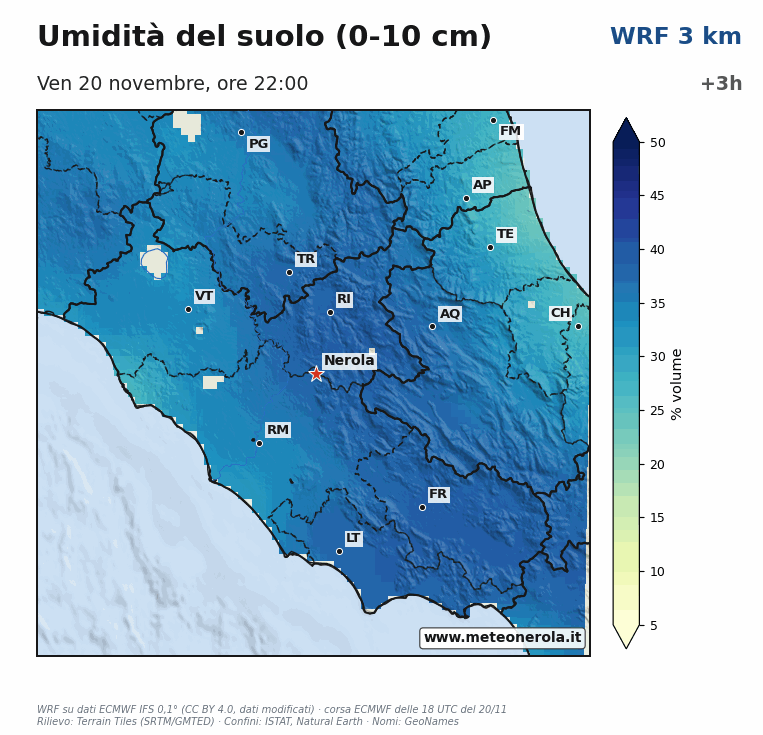 Umidità del suolo (0-10 cm)
WRF 3 km
Ven 20 novembre, ore 22:00
+3h
FM
PG
AP
TE
TR
VT
RI
AQ
CH
Nerola
RM
FR
LT
www.meteonerola.it
50
45
40
35
30
25
20
15
10
5
% volume
WRF su dati ECMWF IFS 0,1° (CC BY 4.0, dati modificati) · corsa ECMWF delle 18 UTC del 20/11
Rilievo: Terrain Tiles (SRTM/GMTED) · Confini: ISTAT, Natural Earth · Nomi: GeoNames